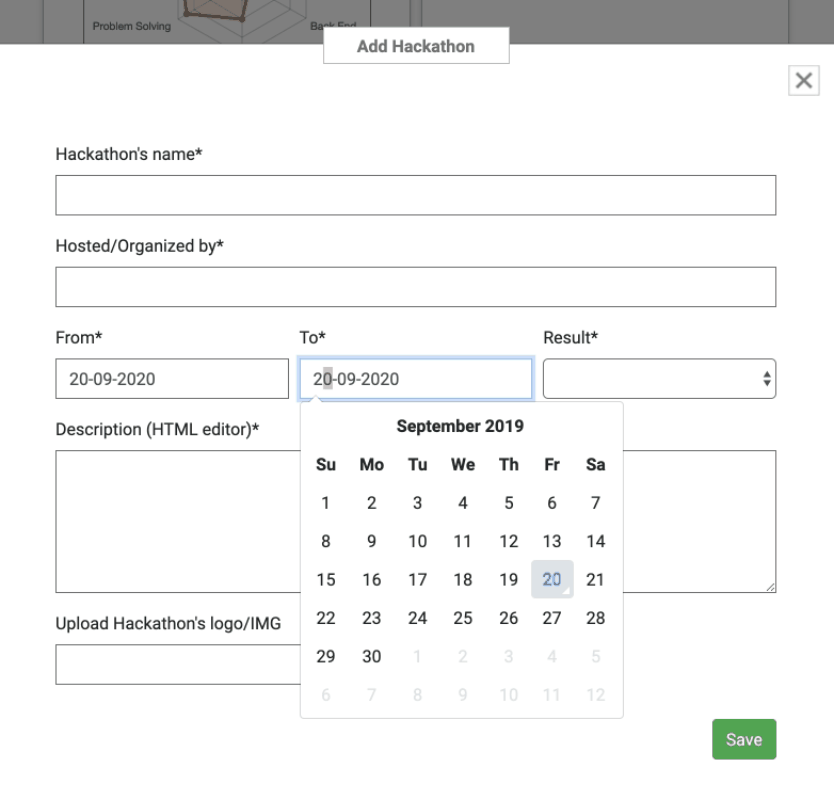 Problem Solving
Back End
Add Hackathon
Hackathon's name*
Hosted/Organized by*
From* To* Result*
20-09-2020 20-09-2020
Description (HTML editor)*
September 2019
Su Mo Tu We Th Fr Sa
1 2 3 4 5 6 7
8 9 10 11 12 13 14
15 16 17 18 19 20 21
22 23 24 25 26 27 28
29 30 1 2 3 4 5
6 7 8 9 10 11 12
Upload Hackathon's logo/IMG
Save